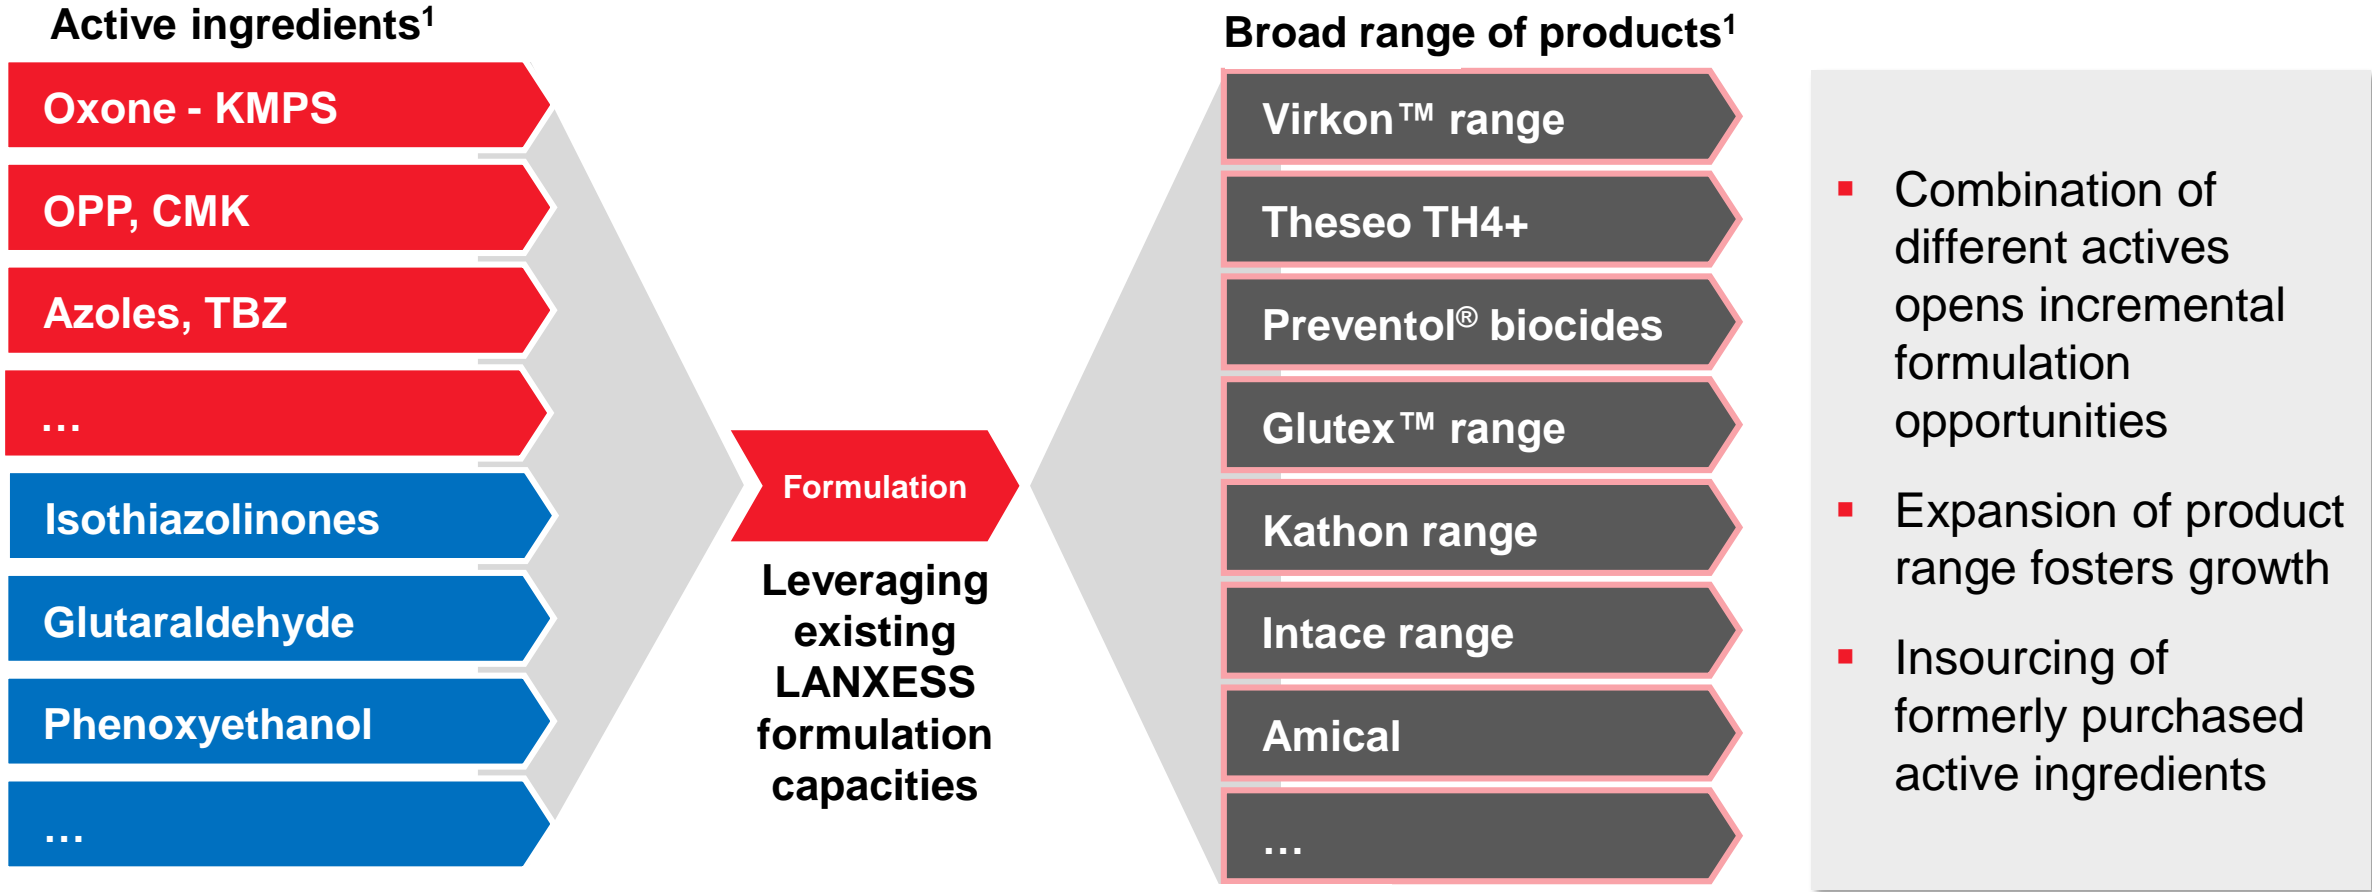 Active ingredients¹
Oxone - KMPS
OPP, CMK
Azoles, TBZ
…
Isothiazolinones
Glutaraldehyde
Phenoxyethanol
…
Formulation
Leveraging
existing
LANXESS
formulation
capacities
Broad range of products¹
Virkon™ range
Theseo TH4+
Preventol® biocides
Glutex™ range
Kathon range
Intace range
Amical
…
▪ Combination of
different actives
opens incremental
formulation
opportunities
▪ Expansion of product
range fosters growth
▪ Insourcing of
formerly purchased
active ingredients